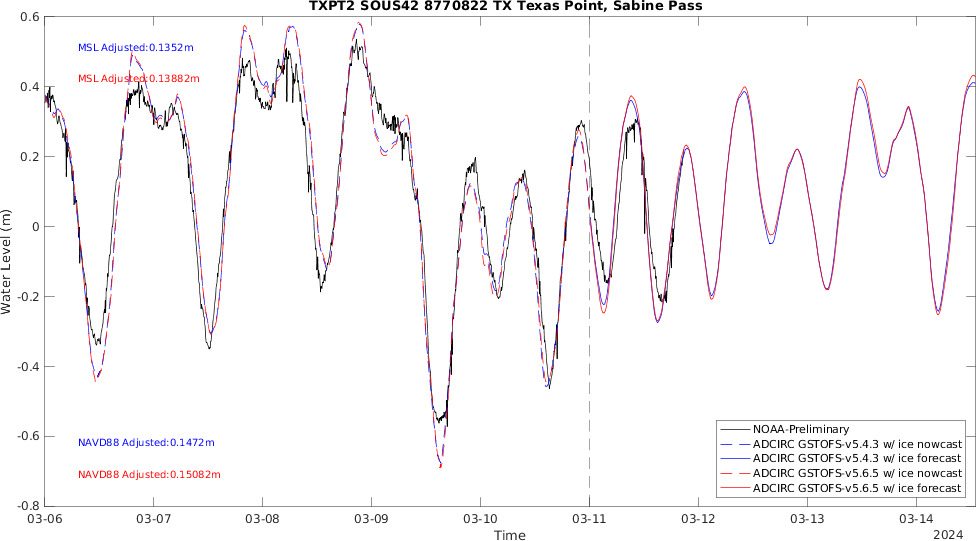 TXPT2 SOUS42 8770822 TX Texas Point, Sabine Pass
0.6
0.4
0.2
0
-0.2
-0.4
-0.6
-0.8
Water Level (m)
MSL Adjusted:0.1352m
MSL Adjusted:0.13882m
NAVD88 Adjusted:0.1472m
NAVD88 Adjusted:0.15082m
NOAA-Preliminary
ADCIRC GSTOFS-v5.4.3 w/ ice nowcast
ADCIRC GSTOFS-v5.4.3 w/ ice forecast
ADCIRC GSTOFS-v5.6.5 w/ ice nowcast
ADCIRC GSTOFS-v5.6.5 w/ ice forecast
03-06 03-07 03-08 03-09 03-10 03-11 03-12 03-13 03-14
Time
2024